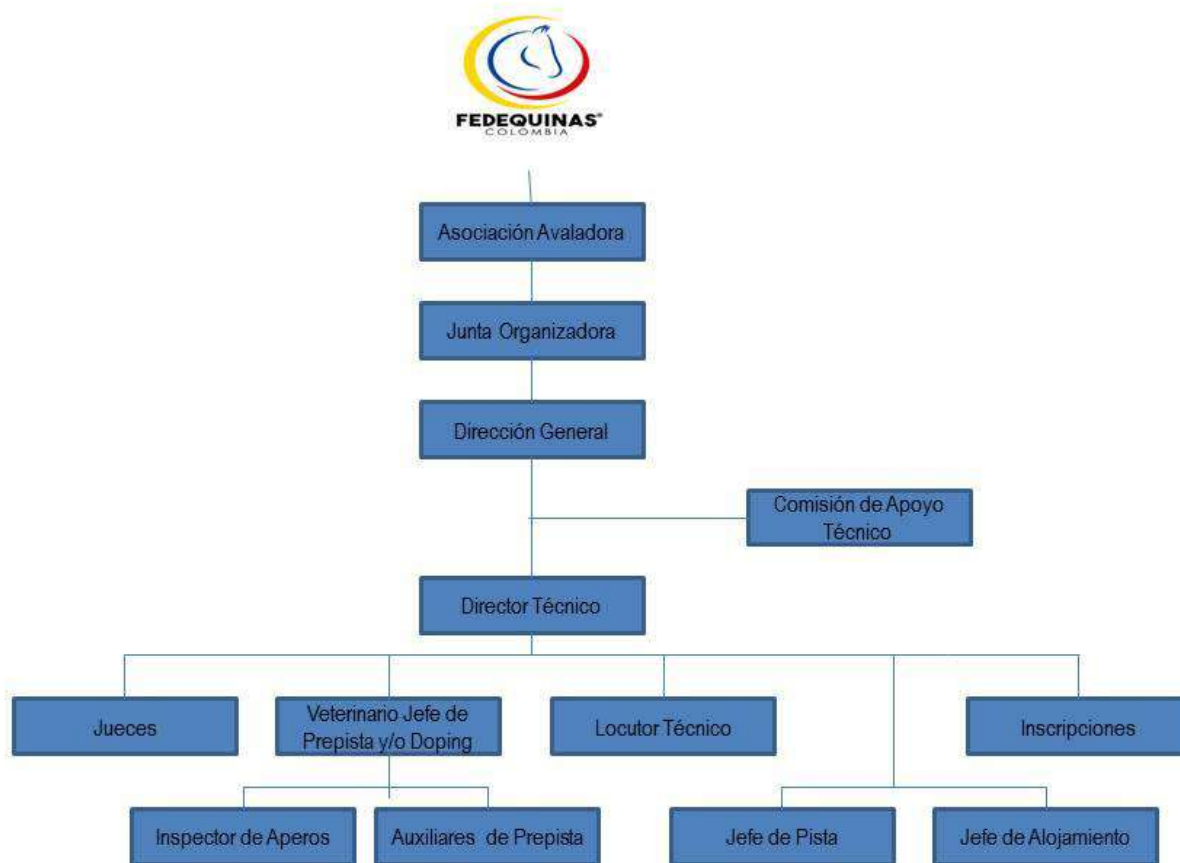 FEDEQUINAS®
COLOMBIA
Asociación Avaladora
Junta Organizadora
Dirección General
Comisión de Apoyo
Técnico
Director Técnico
Jueces
Veterinario Jefe de
Prepista y/o Doping
Locutor Técnico
Inscripciones
Inspector de Aperos
Auxiliares de Prepista
Jefe de Pista
Jefe de Alojamiento